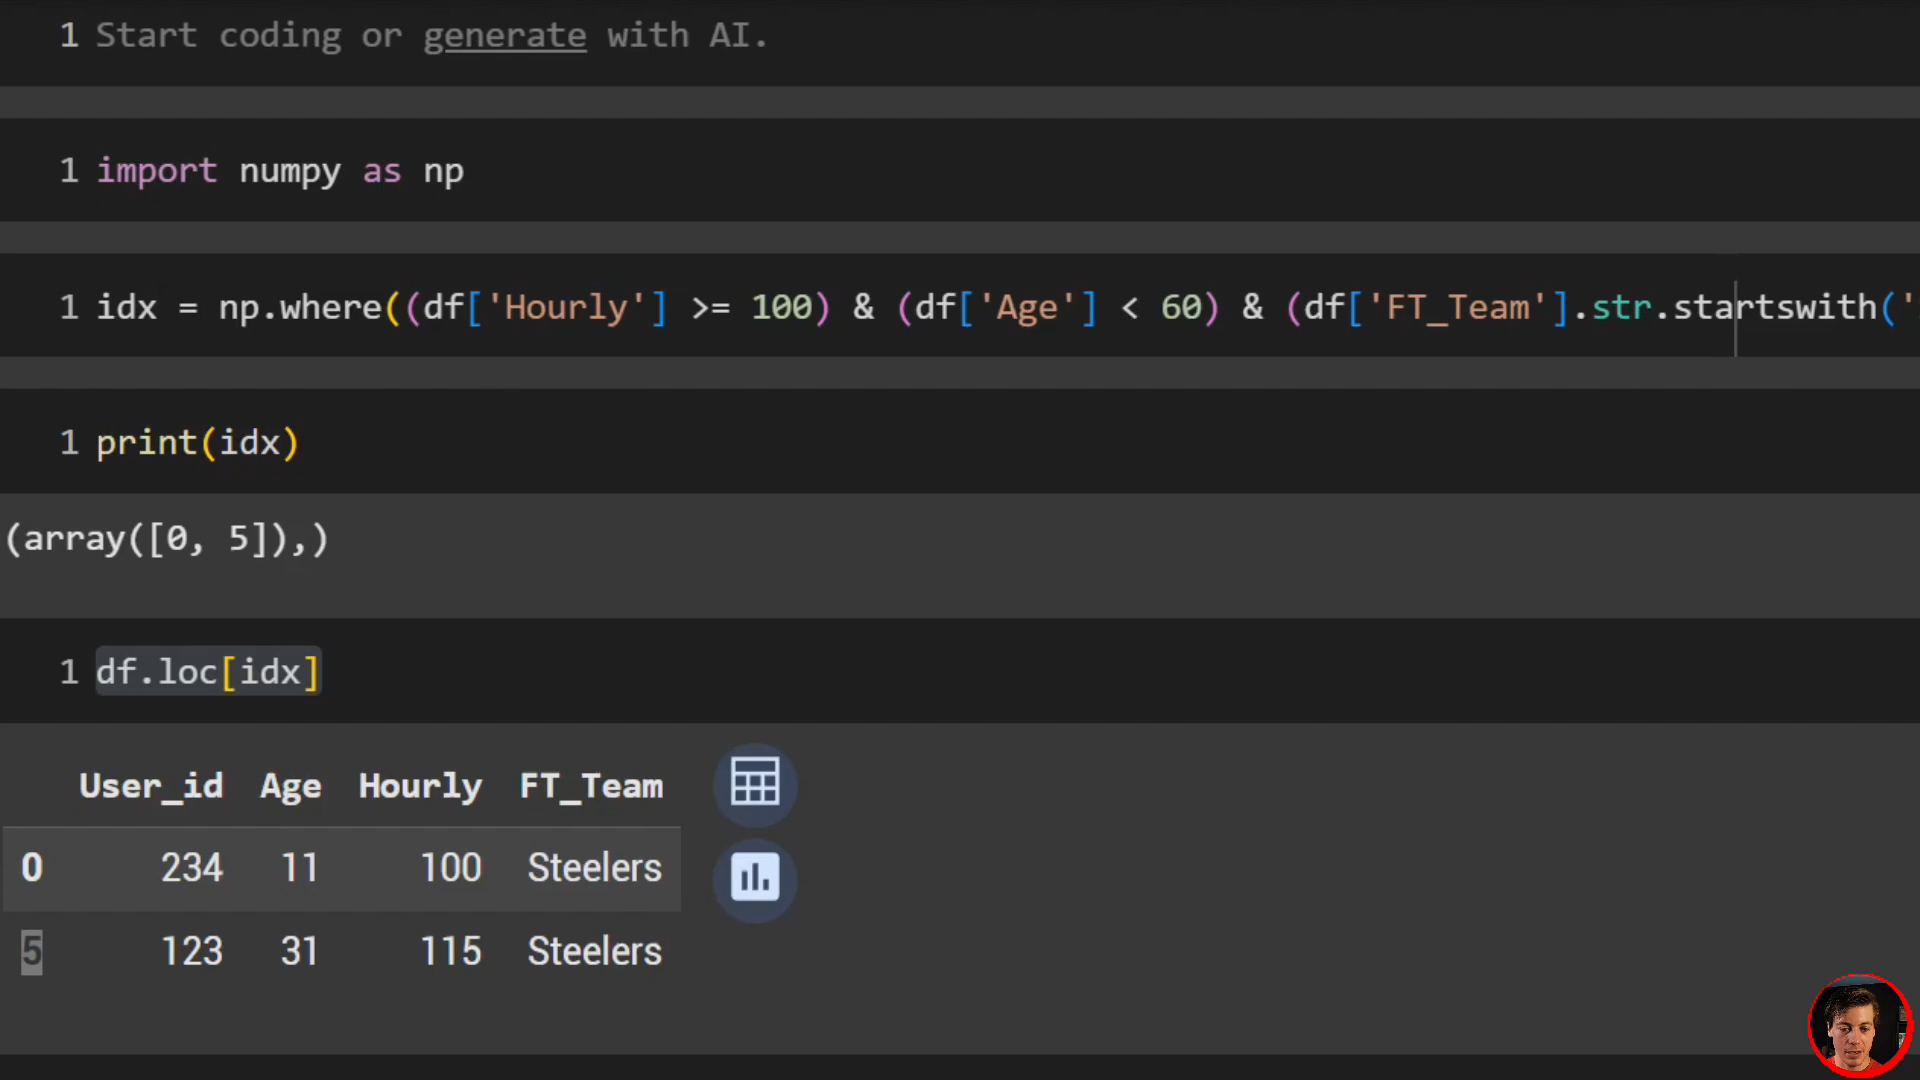 1 Start coding or generate with AI.
1 import numpy as np
1 idx = np.where((df['Hourly'] >= 100) & (df['Age'] < 60) & (df['FT_Team'].str.startswith('
1 print(idx)
(array([0, 5]),)
1 df.loc[idx]
User_id Age Hourly FT_Team
0 234 11 100 Steelers
5 123 31 115 Steelers